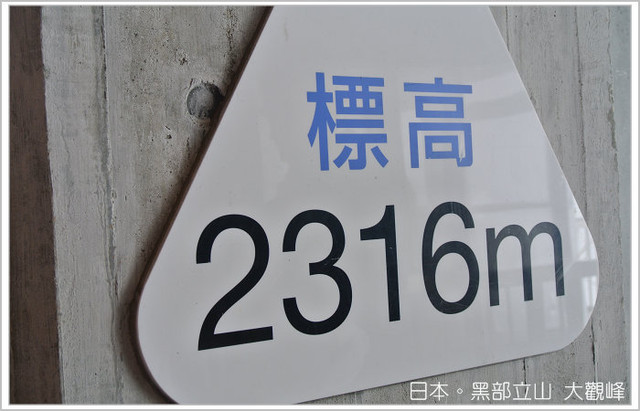 標高
2316m
日本。黑部立山 大觀峰